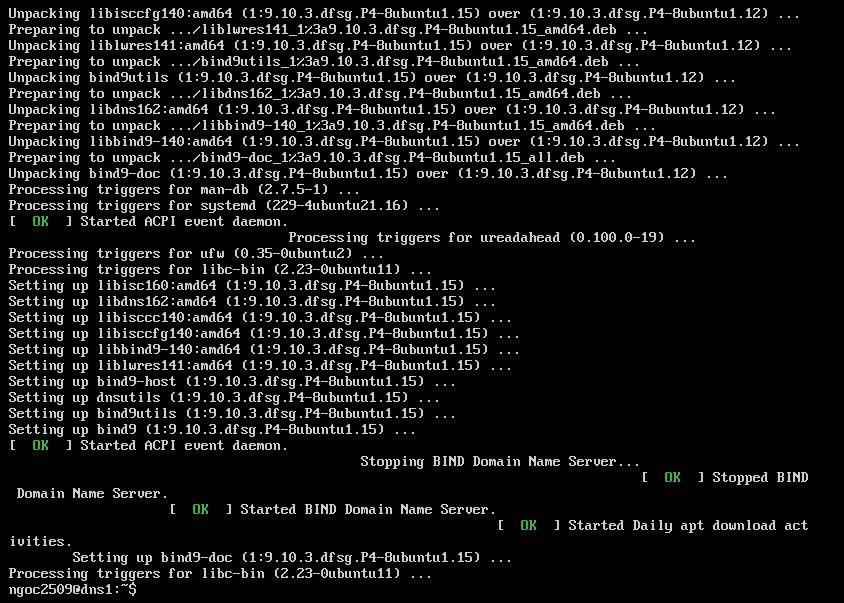 Unpacking libisccfg140:amd64 (1:9.10.3.dfsg.P4-8ubuntu1.15) over (1:9.10.3.dfsg.P4-8ubuntu1.12) ...
Preparing to unpack .../liblwres141_1%3a9.10.3.dfsg.P4-8ubuntu1.15_amd64.deb ...
Unpacking liblwres141:amd64 (1:9.10.3.dfsg.P4-8ubuntu1.15) over (1:9.10.3.dfsg.P4-8ubuntu1.12) ...
Preparing to unpack .../bind9utils_1%3a9.10.3.dfsg.P4-8ubuntu1.15_amd64.deb ...
Unpacking bind9utils (1:9.10.3.dfsg.P4-8ubuntu1.15) over (1:9.10.3.dfsg.P4-8ubuntu1.12) ...
Preparing to unpack .../libdns162_1%3a9.10.3.dfsg.P4-8ubuntu1.15_amd64.deb ...
Unpacking libdns162:amd64 (1:9.10.3.dfsg.P4-8ubuntu1.15) over (1:9.10.3.dfsg.P4-8ubuntu1.12) ...
Preparing to unpack .../libbind9-140_1%3a9.10.3.dfsg.P4-8ubuntu1.15_amd64.deb ...
Unpacking libbind9-140:amd64 (1:9.10.3.dfsg.P4-8ubuntu1.15) over (1:9.10.3.dfsg.P4-8ubuntu1.12) ...
Preparing to unpack .../bind9-doc_1%3a9.10.3.dfsg.P4-8ubuntu1.15_all.deb ...
Unpacking bind9-doc (1:9.10.3.dfsg.P4-8ubuntu1.15) over (1:9.10.3.dfsg.P4-8ubuntu1.12) ...
Processing triggers for man-db (2.7.5-1) ...
Processing triggers for systemd (229-4ubuntu21.16) ...
[  OK  ] Started ACPI event daemon.
Processing triggers for ureadahead (0.100.0-19) ...
Processing triggers for ufw (0.35-0ubuntu2) ...
Processing triggers for libc-bin (2.23-0ubuntu11) ...
Setting up libisc160:amd64 (1:9.10.3.dfsg.P4-8ubuntu1.15) ...
Setting up libdns162:amd64 (1:9.10.3.dfsg.P4-8ubuntu1.15) ...
Setting up libisccc140:amd64 (1:9.10.3.dfsg.P4-8ubuntu1.15) ...
Setting up libisccfg140:amd64 (1:9.10.3.dfsg.P4-8ubuntu1.15) ...
Setting up libbind9-140:amd64 (1:9.10.3.dfsg.P4-8ubuntu1.15) ...
Setting up liblwres141:amd64 (1:9.10.3.dfsg.P4-8ubuntu1.15) ...
Setting up bind9-host (1:9.10.3.dfsg.P4-8ubuntu1.15) ...
Setting up dnsutils (1:9.10.3.dfsg.P4-8ubuntu1.15) ...
Setting up bind9utils (1:9.10.3.dfsg.P4-8ubuntu1.15) ...
Setting up bind9 (1:9.10.3.dfsg.P4-8ubuntu1.15) ...
[  OK  ] Started ACPI event daemon.
Stopping BIND Domain Name Server...
[  OK  ] Stopped BIND
Domain Name Server.
[  OK  ] Started BIND Domain Name Server.
[  OK  ] Started Daily apt download act
ivities.
Setting up bind9-doc (1:9.10.3.dfsg.P4-8ubuntu1.15) ...
Processing triggers for libc-bin (2.23-0ubuntu11) ...
ngoc2509@dns1:~$